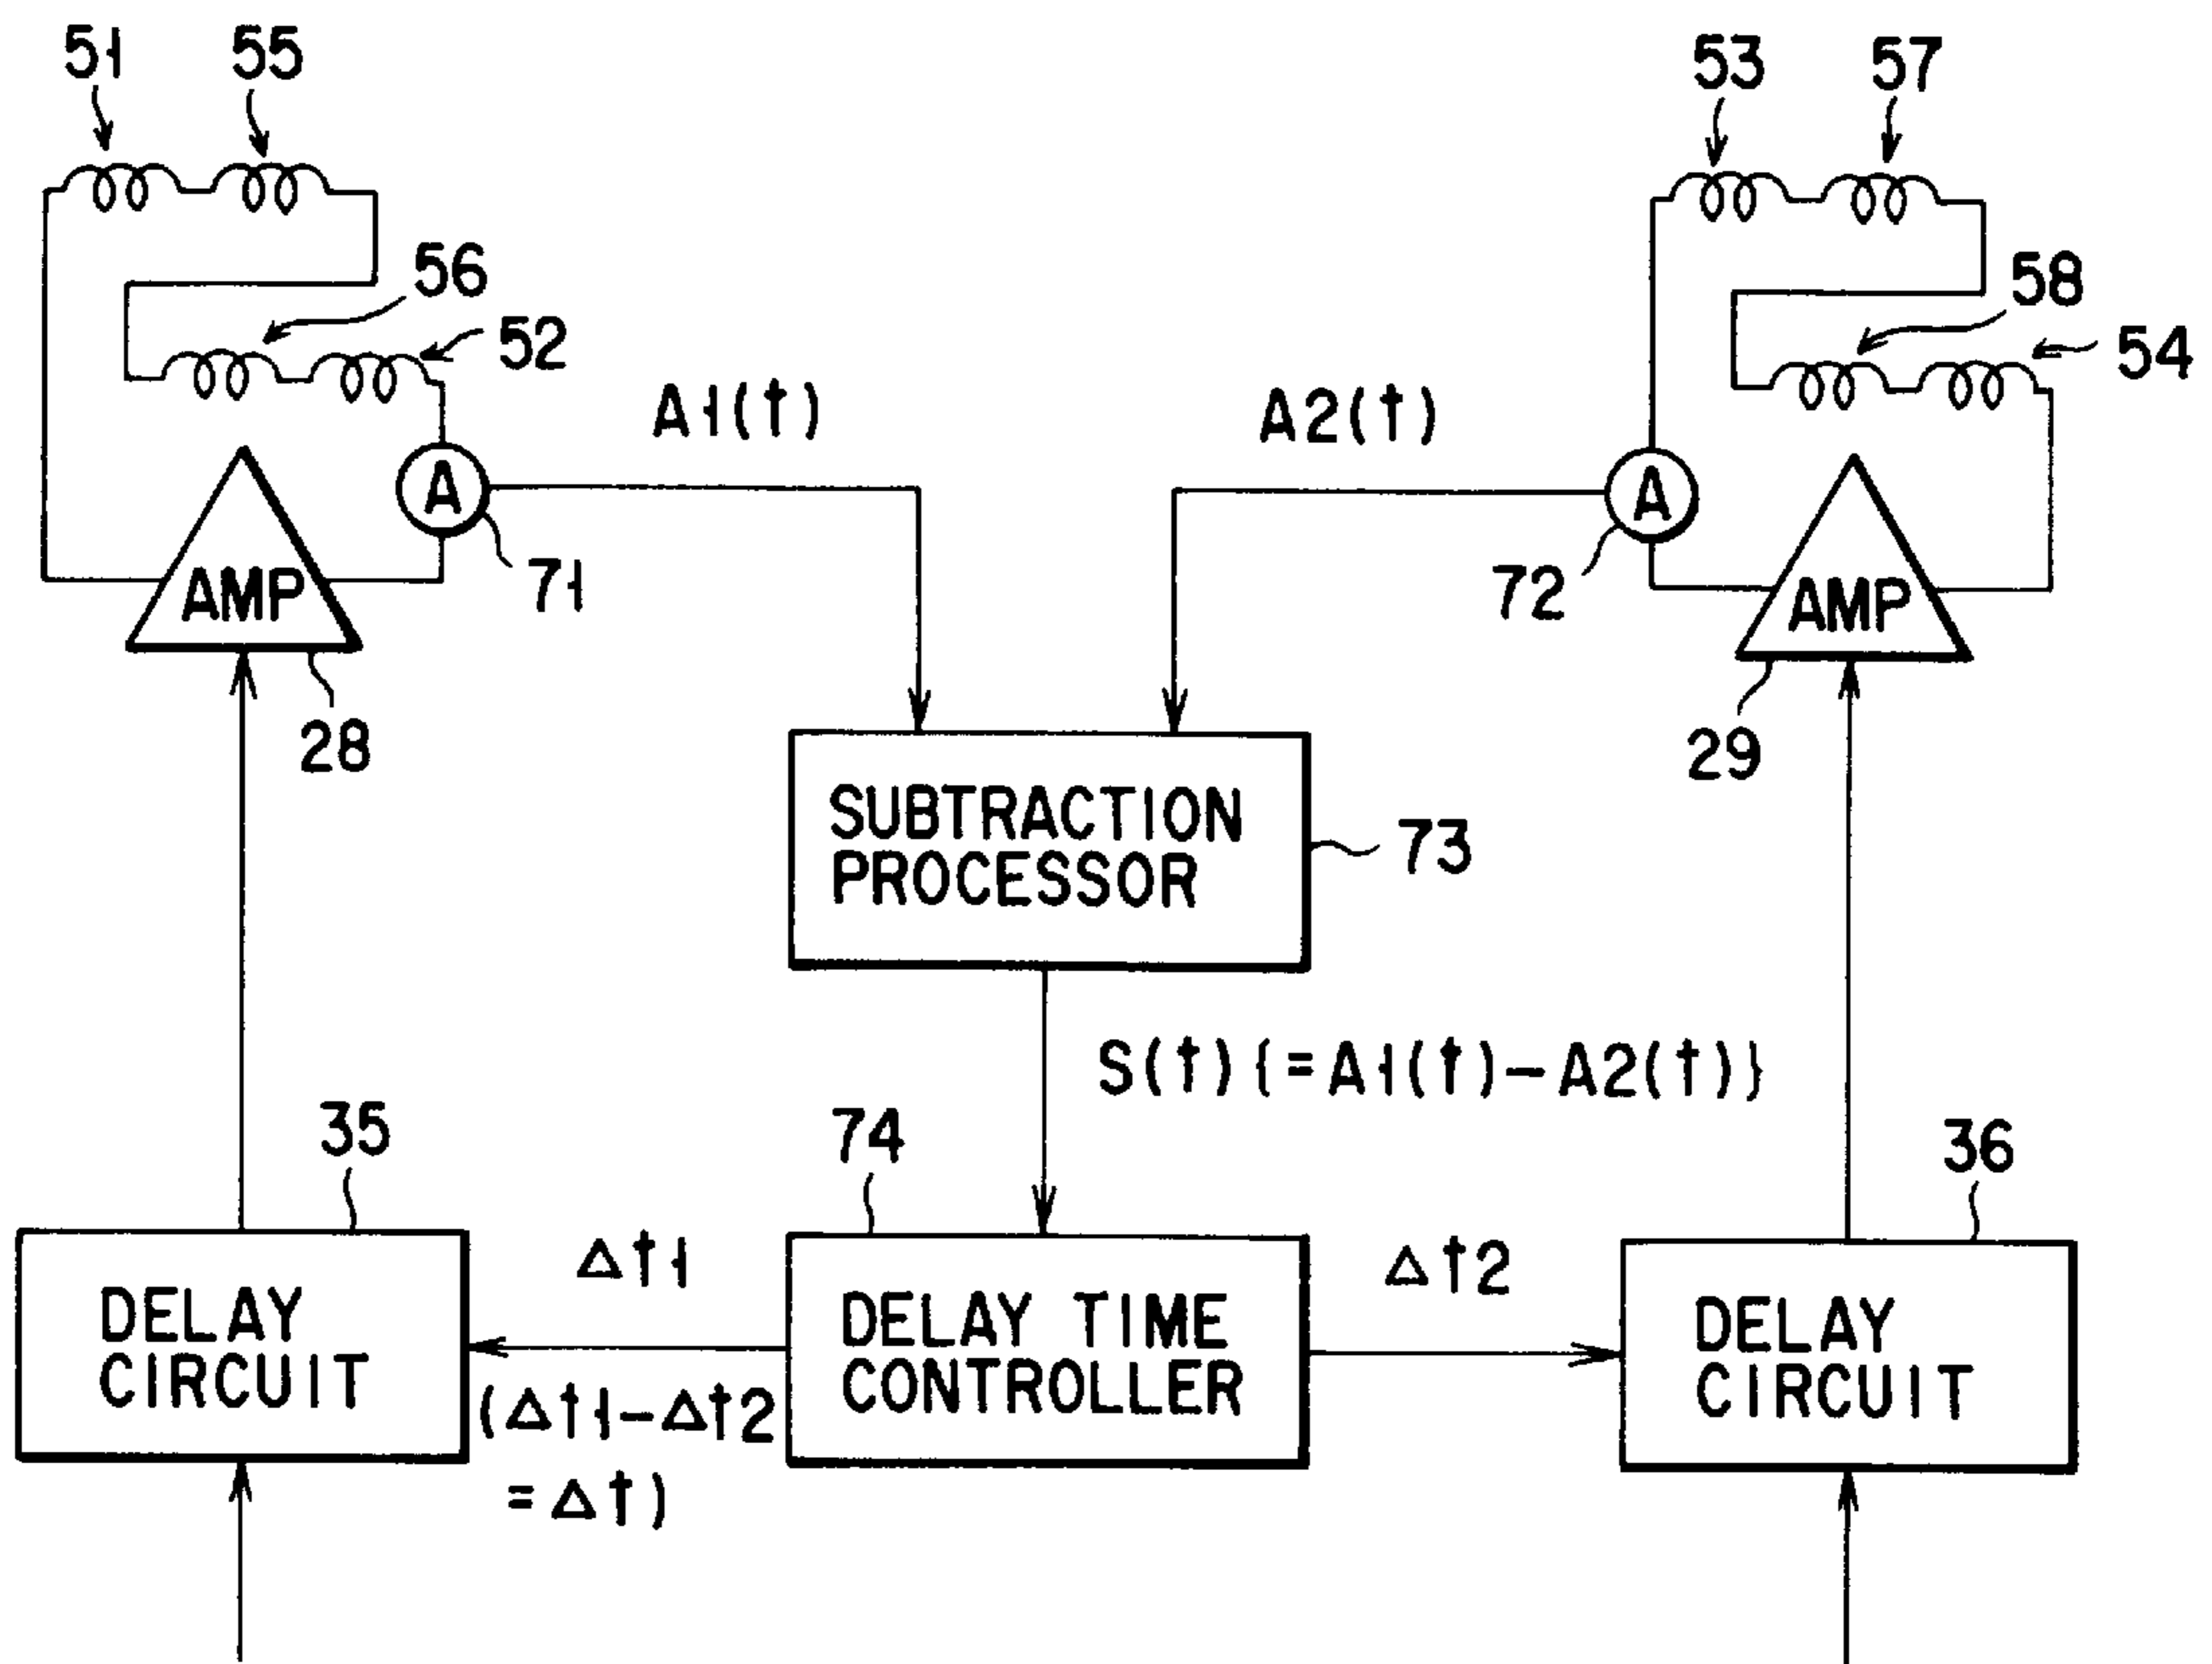 51
55
53
57
56
52
58
54
A1(t)
A2(t)
A
A
71
72
AMP
AMP
28
29
SUBTRACTION
PROCESSOR
73
S(t){=A1(t)-A2(t)}
35
74
36
Δt1
Δt2
DELAY
CIRCUIT
DELAY TIME
CONTROLLER
DELAY
CIRCUIT
(Δt1-Δt2
=Δt)